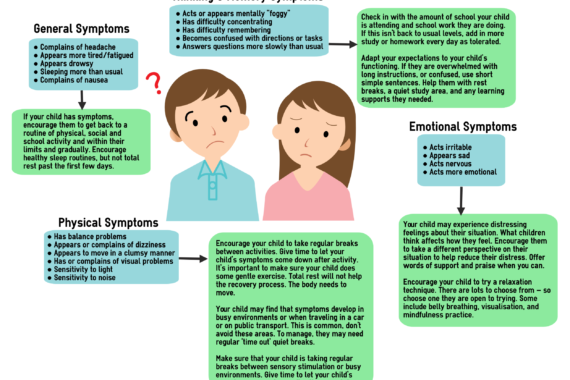 General Symptoms
• Complains of headache
• Appears more tired/fatigued
• Appears drowsy
• Sleeping more than usual
• Complains of nausea
If your child has symptoms,
encourage them to get back to a
routine of physical, social and
school activity and within their
limits and gradually. Encourage
healthy sleep routines, but not total
rest past the first few days.
• Acts or appears mentally "foggy"
• Has difficulty concentrating
• Has difficulty remembering
• Becomes confused with directions or tasks
• Answers questions more slowly than usual
Check in with the amount of school your child
is attending and school work they are doing.
If this isn't back to usual levels, add in more
study or homework every day as tolerated.
Adapt your expectations to your child's
functioning. If they are overwhelmed with
long instructions, or confused, use short
simple sentences. Help them with rest
breaks, a quiet study area, and any learning
supports they needed.
?
Emotional Symptoms
• Acts irritable
• Appears sad
• Acts nervous
• Acts more emotional
Your child may experience distressing
feelings about their situation. What children
think affects how they feel. Encourage them
to take a different perspective on their
situation to help reduce their distress. Offer
words of support and praise when you can.
Encourage your child to try a relaxation
technique. There are lots to choose from – so
choose one they are open to trying. Some
include belly breathing, visualisation, and
mindfulness practice.
Physical Symptoms
• Has balance problems
• Appears or complains of dizziness
• Appears to move in a clumsy manner
• Has or complains of visual problems
• Sensitivity to light
• Sensitivity to noise
Encourage your child to take regular breaks
between activities. Give time to let your
child's symptoms come down after activity.
It's important to make sure your child does
some gentle exercise. Total rest will not help
the recovery process. The body needs to
move.
Your child may find that symptoms develop in
busy environments or when traveling in a car
or on public transport. This is common, don't
avoid these areas. To manage, they may need
regular 'time out' quiet breaks.
Make sure that your child is taking regular
breaks between sensory stimulation or busy
environments. Give time to let your child's